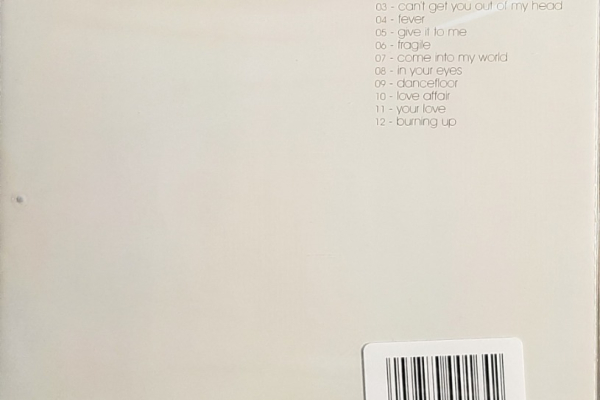 03 - can't get you out of my head
04 - fever
05 - give it to me
06 - fragile
07 - come into my world
08 - in your eyes
09 - dancefloor
10 - love affair
11 - your love
12 - burning up